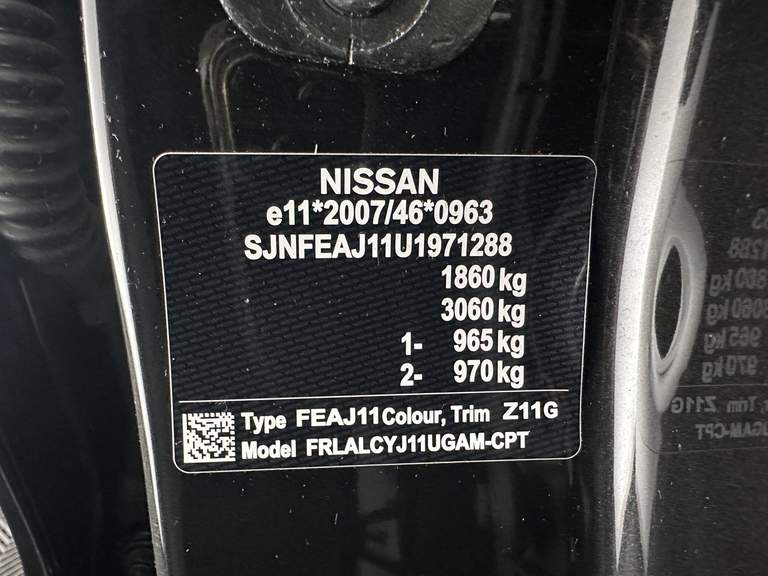 NISSAN
e11*2007/46*0963
SJNFEAJ11U1971288
1860 kg
3060 kg
1- 965 kg
2- 970 kg
Type FEAJ11 Colour, Trim Z11G
Model FRLALCYJ11UGAM-CPT